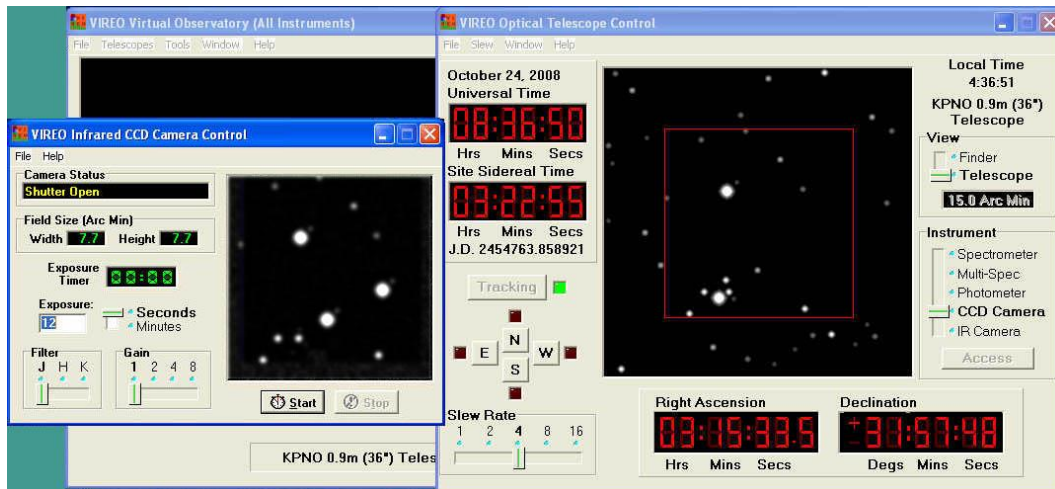 VIREO Virtual Observatory (All Instruments)
File Telescopes Tools Window Help
KPNO 0.9m (36") Teles
VIREO Infrared CCD Camera Control
File Help
Camera Status
Shutter Open
Field Size (Arc Min)
Width 7.7 Height 7.7
Exposure
Timer 00:00
Exposure:
12
Seconds
Minutes
Filter
J H K
Gain
1 2 4 8
Start Stop
VIREO Optical Telescope Control
File Slew Window Help
October 24, 2008
Universal Time
08:36:50
Hrs Mins Secs
Site Sidereal Time
03:22:55
Hrs Mins Secs
J.D. 2454763.858921
Tracking
N
E W
S
Slew Rate
1 2 4 8 16
Local Time
4:36:51
KPNO 0.9m (36")
Telescope
View
Finder
Telescope
15.0 Arc Min
Instrument
Spectrometer
Multi-Spec
Photometer
CCD Camera
IR Camera
Access
Right Ascension
03:15:33.5
Hrs Mins Secs
Declination
+31:57:48
Degs Mins Secs